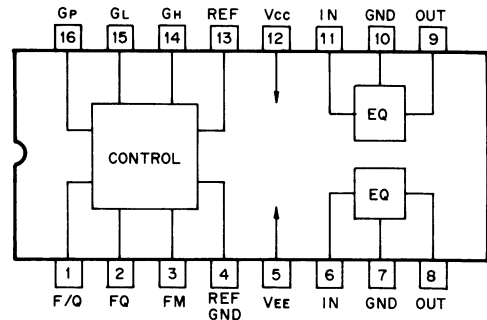 GP GL GH REF VCC IN GND OUT
16 15 14 13 12 11 10 9
EQ
CONTROL
EQ
1 2 3 4 5 6 7 8
F/Q FQ FM REF GND VEE IN GND OUT